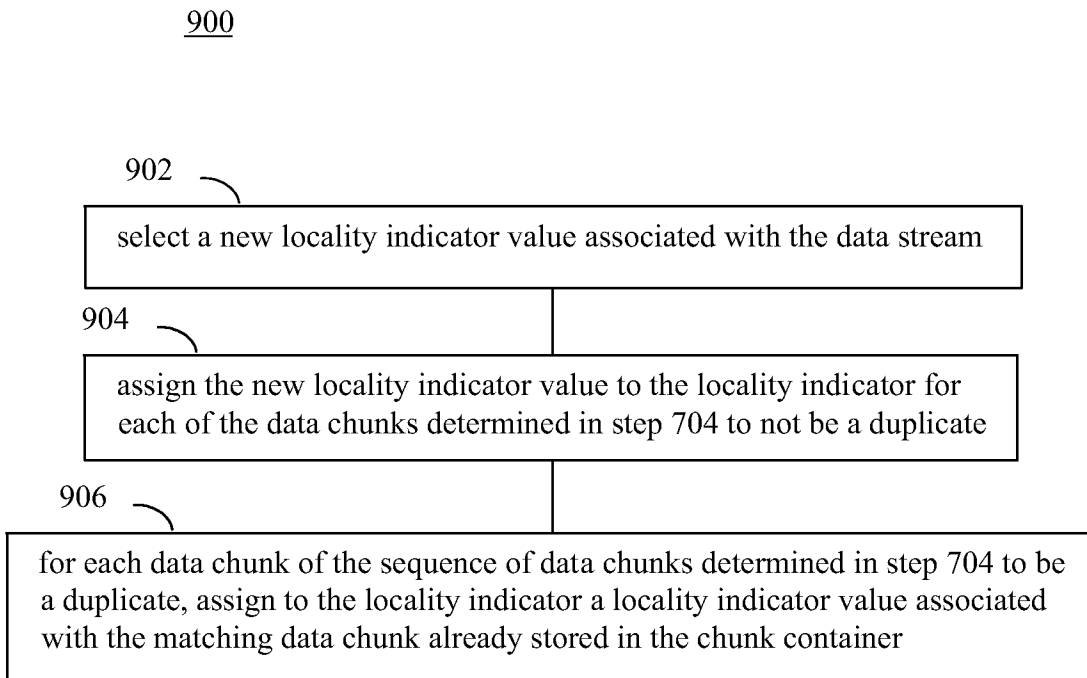 900
902
select a new locality indicator value associated with the data stream
904
assign the new locality indicator value to the locality indicator for
each of the data chunks determined in step 704 to not be a duplicate
906
for each data chunk of the sequence of data chunks determined in step 704 to be
a duplicate, assign to the locality indicator a locality indicator value associated
with the matching data chunk already stored in the chunk container